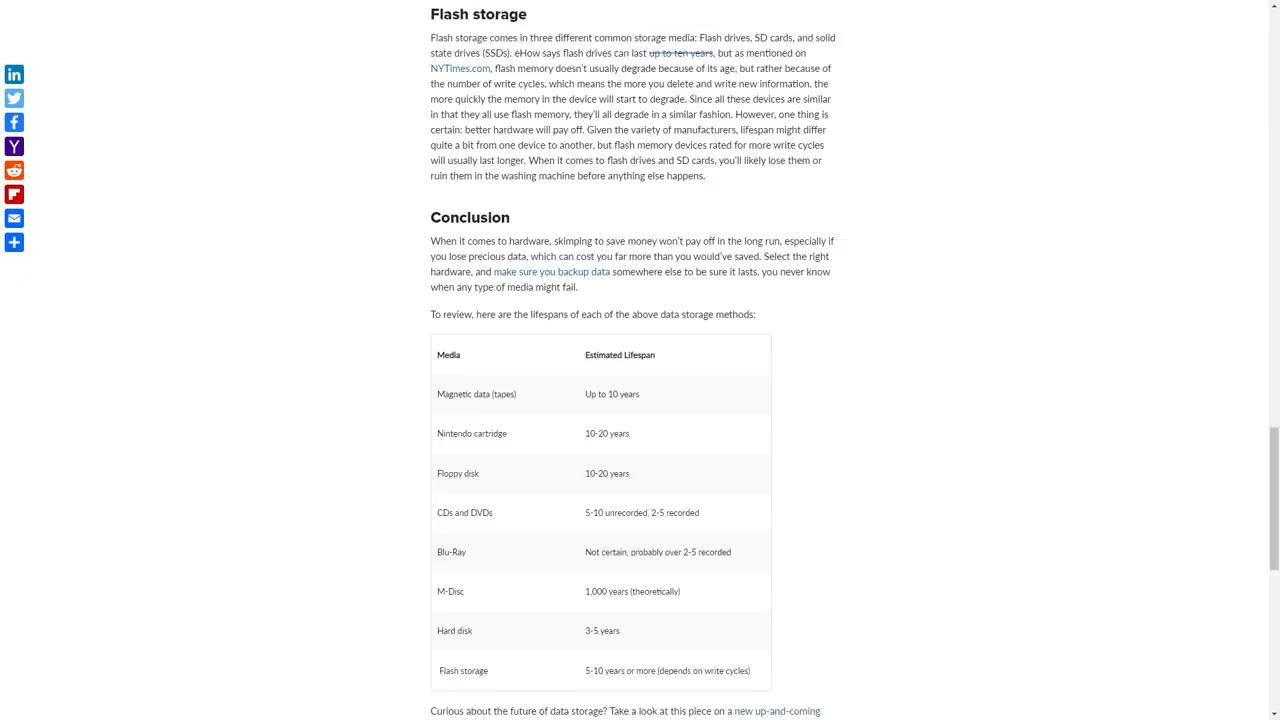 Flash storage
Flash storage comes in three different common storage media: Flash drives, SD cards, and solid
state drives (SSDs). eHow says flash drives can last up to ten years, but as mentioned on
NYTimes.com, flash memory doesn't usually degrade because of its age, but rather because of
the number of write cycles, which means the more you delete and write new information, the
more quickly the memory in the device will start to degrade. Since all these devices are similar
in that they all use flash memory, they'll all degrade in a similar fashion. However, one thing is
certain: better hardware will pay off. Given the variety of manufacturers, lifespan might differ
quite a bit from one device to another, but flash memory devices rated for more write cycles
will usually last longer. When it comes to flash drives and SD cards, you'll likely lose them or
ruin them in the washing machine before anything else happens.
Conclusion
When it comes to hardware, skimping to save money won't pay off in the long run, especially if
you lose precious data, which can cost you far more than you would've saved. Select the right
hardware, and make sure you backup data somewhere else to be sure it lasts, you never know
when any type of media might fail.
To review, here are the lifespans of each of the above data storage methods:
Media Estimated Lifespan
Magnetic data (tapes) Up to 10 years
Nintendo cartridge 10-20 years
Floppy disk 10-20 years
CDs and DVDs 5-10 unrecorded, 2-5 recorded
Blu-Ray Not certain, probably over 2-5 recorded
M-Disc 1,000 years (theoretically)
Hard disk 3-5 years
Flash storage 5-10 years or more (depends on write cycles)
Curious about the future of data storage? Take a look at this piece on a new up-and-coming